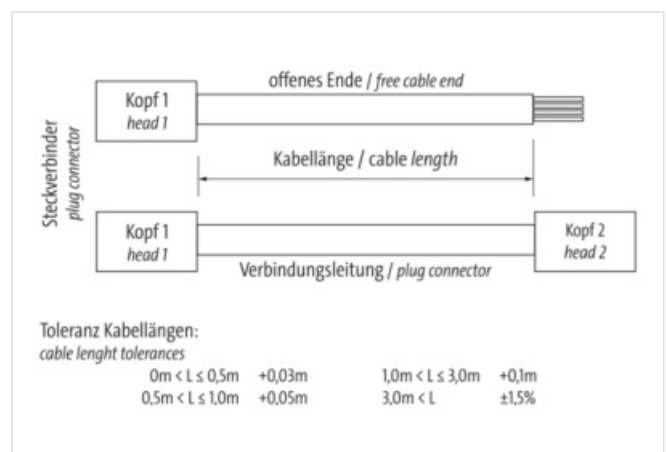 offenes Ende / free cable end
Kopf 1
head 1
Steckverbinder
plug connector
Kabellänge / cable length
Kopf 1
head 1
Kopf 2
head 2
Verbindungsleitung / plug connector
Toleranz Kabellängen:
cable lenght tolerances
0m < L ≤ 0,5m +0,03m 1,0m < L ≤ 3,0m +0,1m
0,5m < L ≤ 1,0m +0,05m 3,0m < L ±1,5%